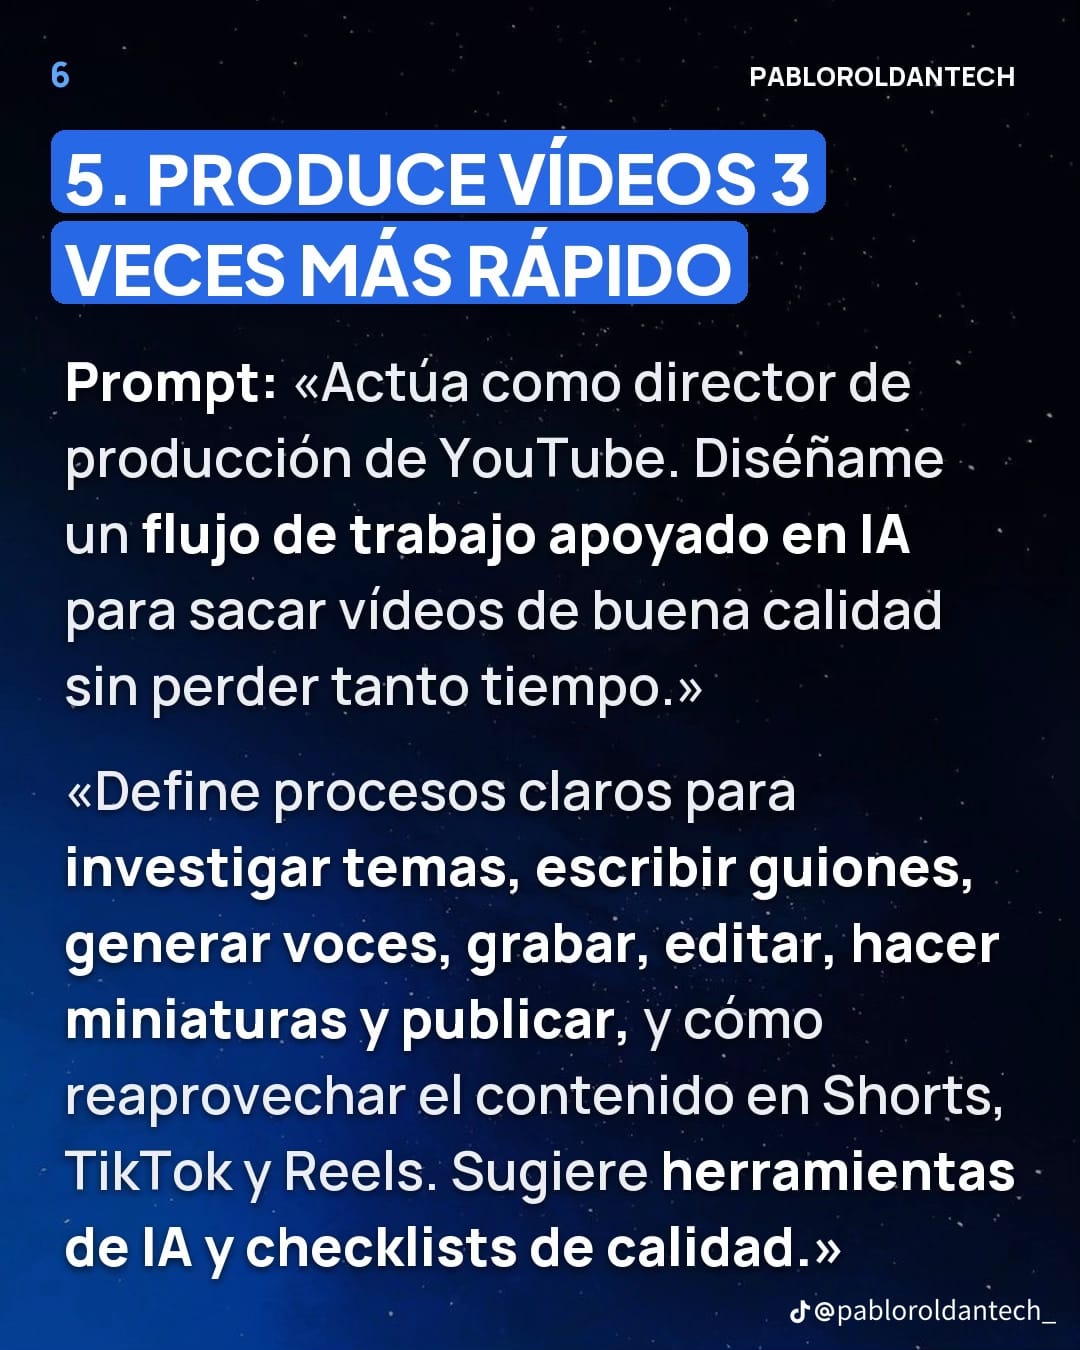 6
PABLOROLDANTECH
5. PRODUCE VÍDEOS 3
VECES MÁS RÁPIDO
Prompt: «Actúa como director de
producción de YouTube. Diséñame
un flujo de trabajo apoyado en IA
para sacar vídeos de buena calidad
sin perder tanto tiempo.»
«Define procesos claros para
investigar temas, escribir guiones,
generar voces, grabar, editar, hacer
miniaturas y publicar, y cómo
reaprovechar el contenido en Shorts,
TikTok y Reels. Sugiere herramientas
de IA y checklists de calidad.»
@pabloroldantech_